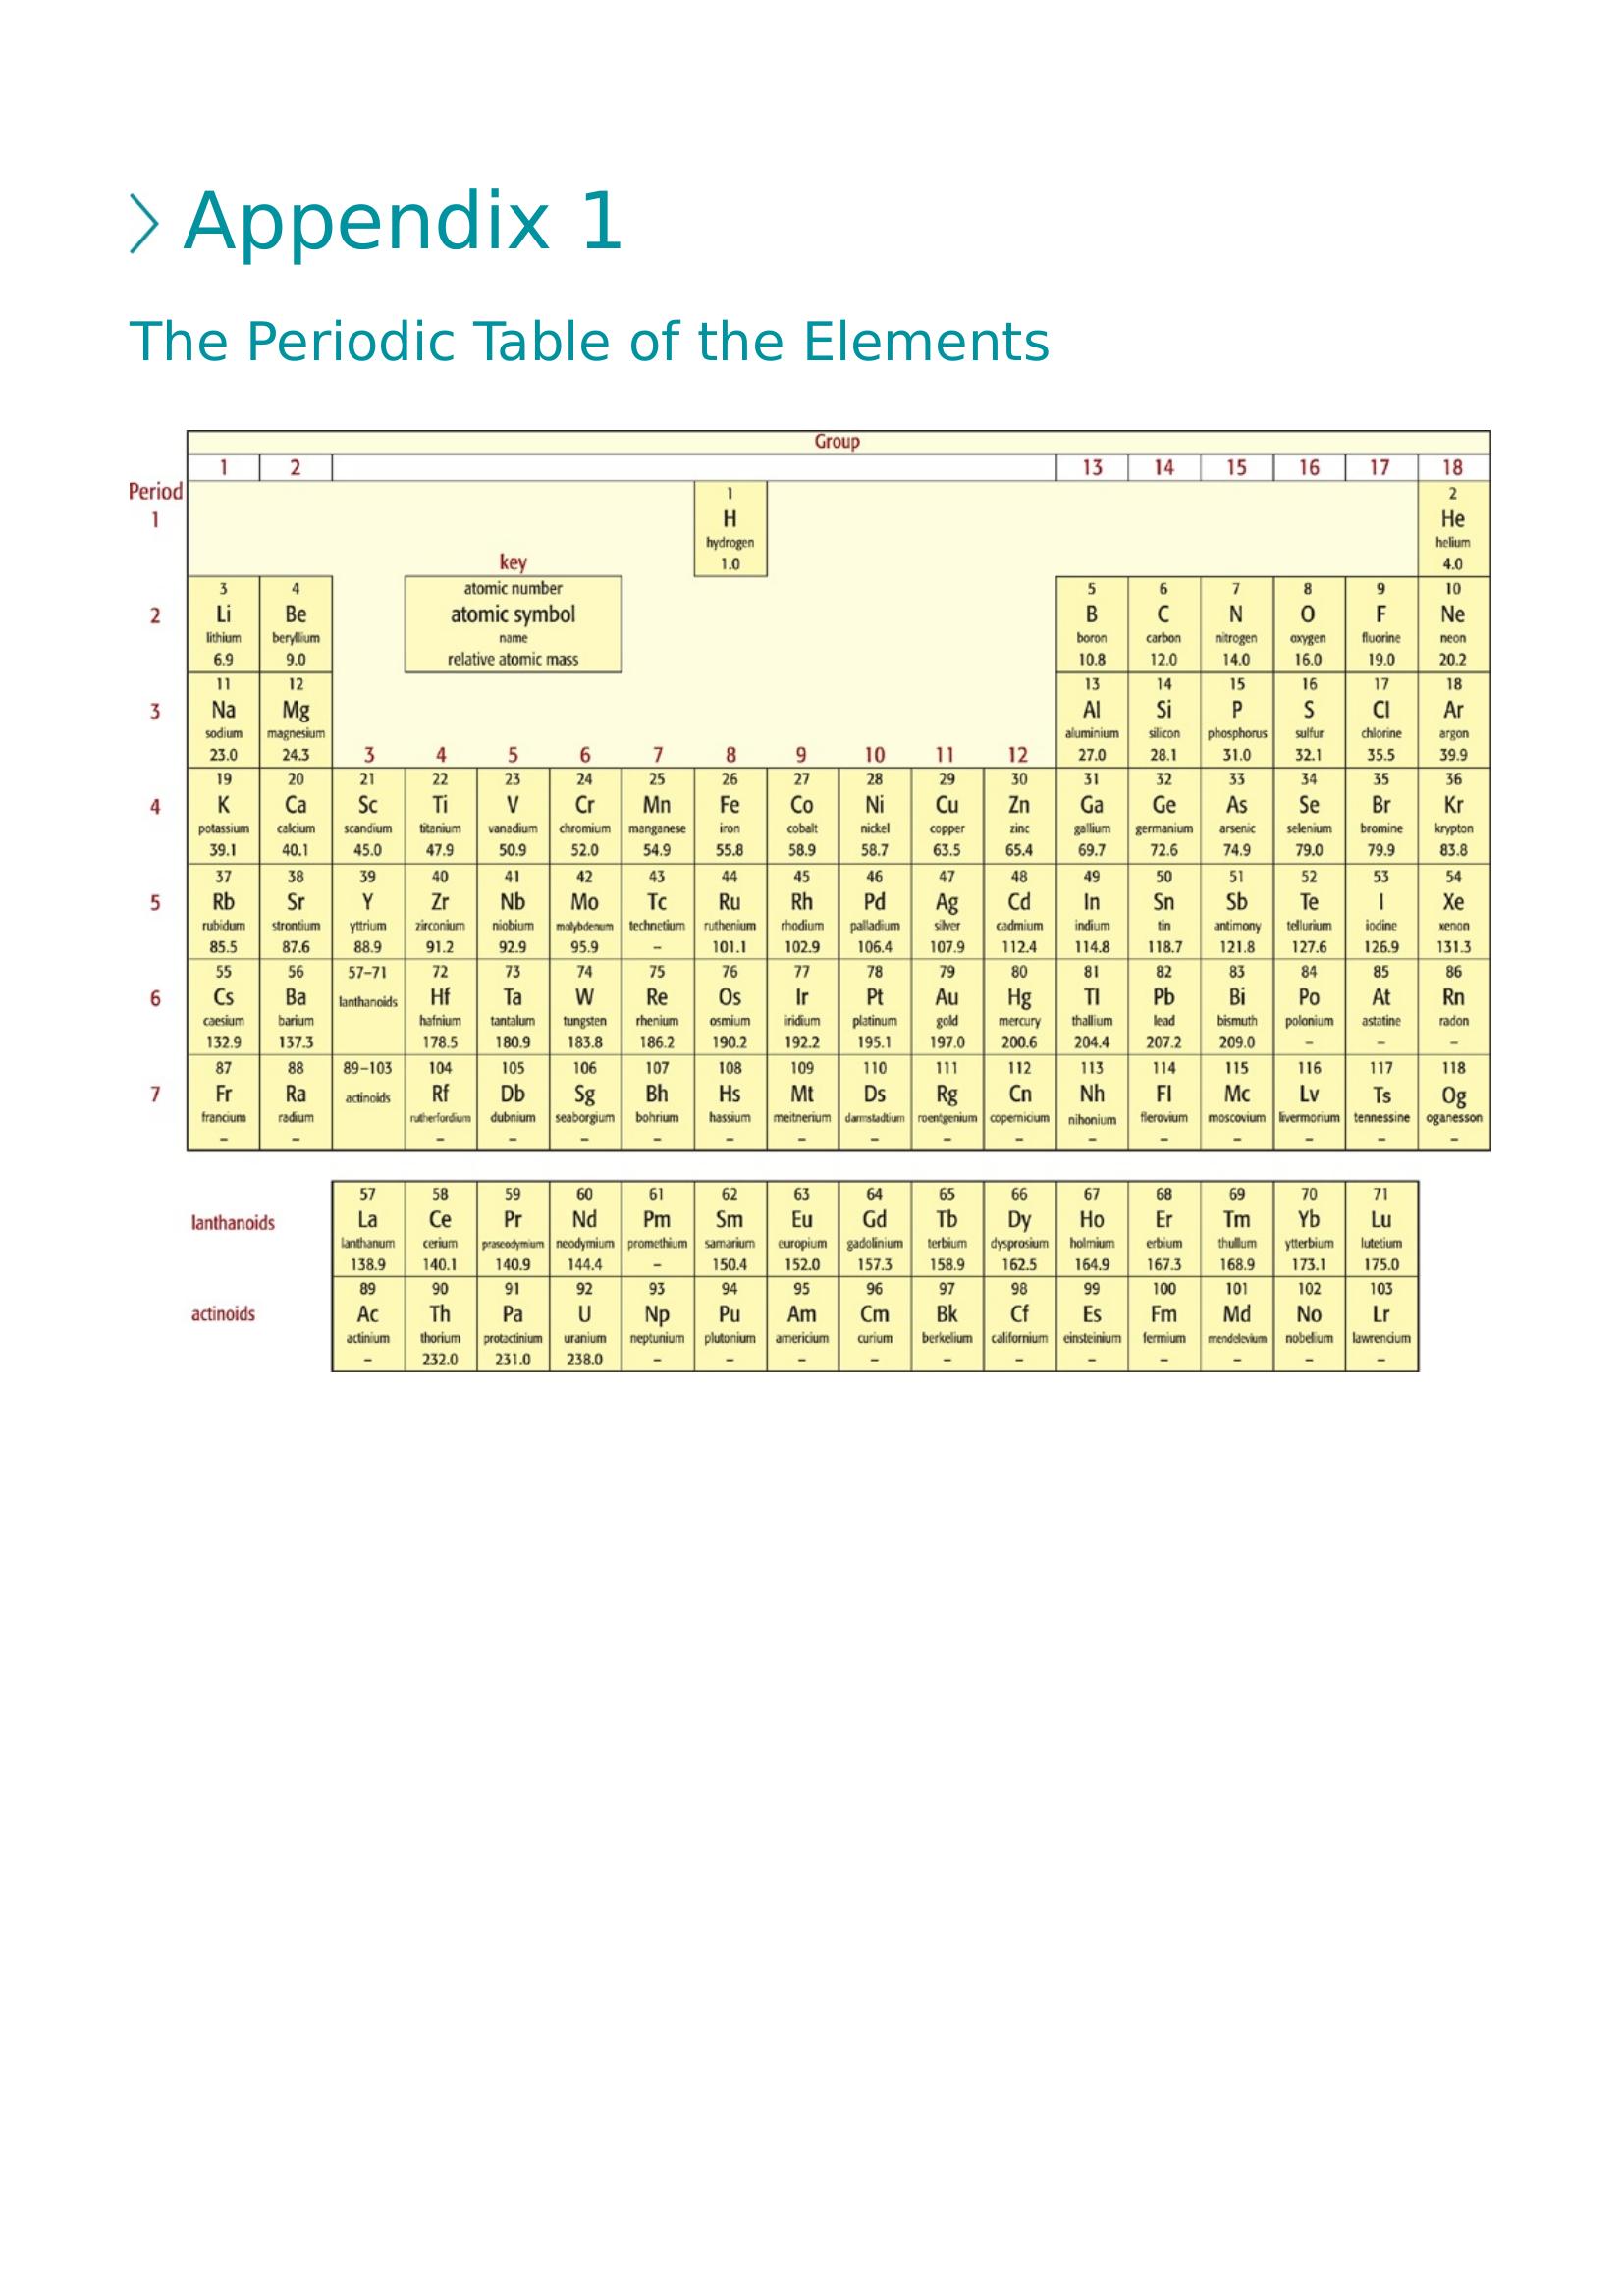 Appendix 1
The Periodic Table of the Elements
Group
1 2 13 14 15 16 17 18
Period
1
1 2
H He
hydrogen helium
1.0 4.0
key
atomic number
atomic symbol
name
relative atomic mass
2
3 4 5 6 7 8 9 10
Li Be B C N O F Ne
lithium beryllium boron carbon nitrogen oxygen fluorine neon
6.9 9.0 10.8 12.0 14.0 16.0 19.0 20.2
3
11 12 13 14 15 16 17 18
Na Mg Al Si P S Cl Ar
sodium magnesium aluminium silicon phosphorus sulfur chlorine argon
23.0 24.3 3 4 5 6 7 8 9 10 11 12 27.0 28.1 31.0 32.1 35.5 39.9
4
19 20 21 22 23 24 25 26 27 28 29 30 31 32 33 34 35 36
K Ca Sc Ti V Cr Mn Fe Co Ni Cu Zn Ga Ge As Se Br Kr
potassium calcium scandium titanium vanadium chromium manganese iron cobalt nickel copper zinc gallium germanium arsenic selenium bromine krypton
39.1 40.1 45.0 47.9 50.9 52.0 54.9 55.8 58.9 58.7 63.5 65.4 69.7 72.6 74.9 79.0 79.9 83.8
5
37 38 39 40 41 42 43 44 45 46 47 48 49 50 51 52 53 54
Rb Sr Y Zr Nb Mo Tc Ru Rh Pd Ag Cd In Sn Sb Te I Xe
rubidum strontium yttrium zirconium niobium molybdenum technetium ruthenium rhodium palladium silver cadmium indium tin antimony tellurium iodine xenon
85.5 87.6 88.9 91.2 92.9 95.9 – 101.1 102.9 106.4 107.9 112.4 114.8 118.7 121.8 127.6 126.9 131.3
6
55 56 57–71 72 73 74 75 76 77 78 79 80 81 82 83 84 85 86
Cs Ba lanthanoids Hf Ta W Re Os Ir Pt Au Hg Tl Pb Bi Po At Rn
caesium barium hafnium tantalum tungsten rhenium osmium iridium platinum gold mercury thallium lead bismuth polonium astatine radon
132.9 137.3 178.5 180.9 183.8 186.2 190.2 192.2 195.1 197.0 200.6 204.4 207.2 209.0 – – –
7
87 88 89–103 104 105 106 107 108 109 110 111 112 113 114 115 116 117 118
Fr Ra actinoids Rf Db Sg Bh Hs Mt Ds Rg Cn Nh Fl Mc Lv Ts Og
francium radium rutherfordium dubnium seaborgium bohrium hassium meitnerium darmstadtium roentgenium copernicium nihonium flerovium moscovium livermorium tennessine oganesson
– – – – – – – – – – – – – – – – –
lanthanoids
57 58 59 60 61 62 63 64 65 66 67 68 69 70 71
La Ce Pr Nd Pm Sm Eu Gd Tb Dy Ho Er Tm Yb Lu
lanthanum cerium praseodymium neodymium promethium samarium europium gadolinium terbium dysprosium holmium erbium thullum ytterbium lutetium
138.9 140.1 140.9 144.4 – 150.4 152.0 157.3 158.9 162.5 164.9 167.3 168.9 173.1 175.0
actinoids
89 90 91 92 93 94 95 96 97 98 99 100 101 102 103
Ac Th Pa U Np Pu Am Cm Bk Cf Es Fm Md No Lr
actinium thorium protactinium uranium neptunium plutonium americium curium berkelium californium einsteinium fermium mendelevium nobelium lawrencium
– 232.0 231.0 238.0 – – – – – – – – – – –